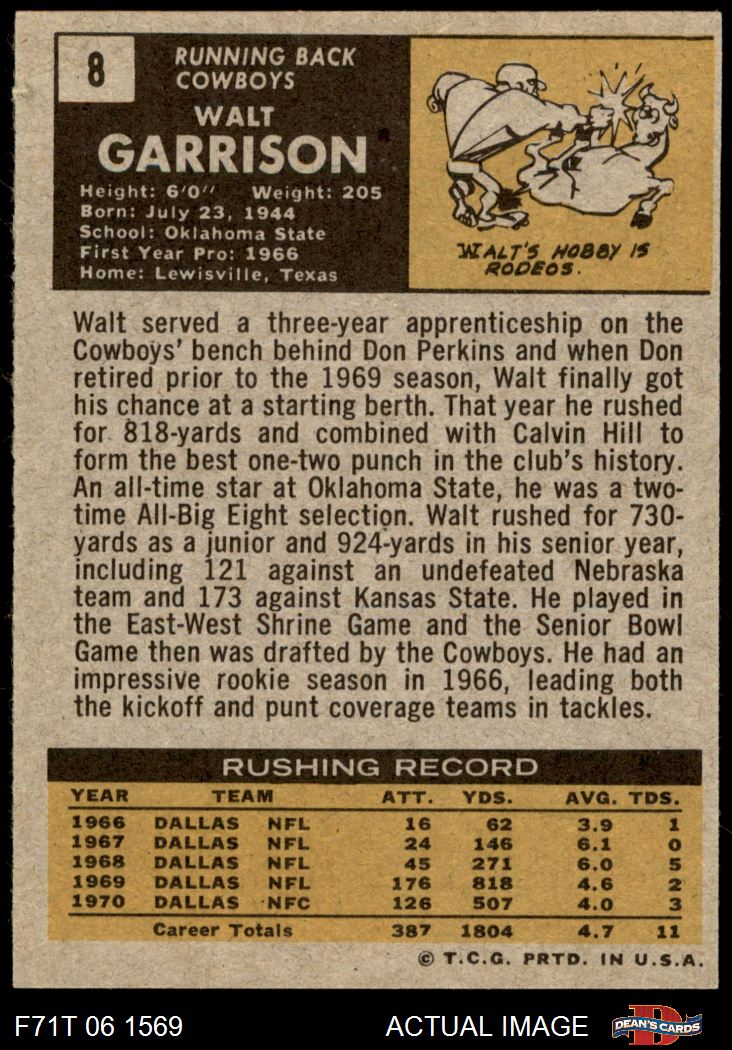 8
RUNNING BACK
COWBOYS
WALT
GARRISON
Height: 6'0" Weight: 205
Born: July 23, 1944
School: Oklahoma State
First Year Pro: 1966
Home: Lewisville, Texas
WALT'S HOBBY IS
RODEOS.
Walt served a three-year apprenticeship on the
Cowboys' bench behind Don Perkins and when Don
retired prior to the 1969 season, Walt finally got
his chance at a starting berth. That year he rushed
for 818-yards and combined with Calvin Hill to
form the best one-two punch in the club's history.
An all-time star at Oklahoma State, he was a two-
time All-Big Eight selection. Walt rushed for 730-
yards as a junior and 924-yards in his senior year,
including 121 against an undefeated Nebraska
team and 173 against Kansas State. He played in
the East-West Shrine Game and the Senior Bowl
Game then was drafted by the Cowboys. He had an
impressive rookie season in 1966, leading both
the kickoff and punt coverage teams in tackles.
RUSHING RECORD
YEAR TEAM ATT. YDS. AVG. TDS.
1966 DALLAS NFL 16 62 3.9 1
1967 DALLAS NFL 24 146 6.1 0
1968 DALLAS NFL 45 271 6.0 5
1969 DALLAS NFL 176 818 4.6 2
1970 DALLAS NFC 126 507 4.0 3
Career Totals 387 1804 4.7 11
© T.C.G. PRTD. IN U.S.A.
F71T 06 1569 ACTUAL IMAGE
D
DEAN'S CARDS